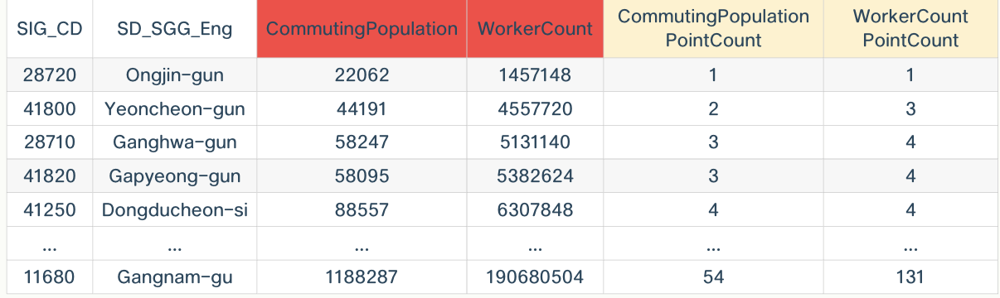 SIG_CD SD_SGG_Eng CommutingPopulation WorkerCount CommutingPopulation PointCount WorkerCount PointCount
28720 Ongjin-gun 22062 1457148 1 1
41800 Yeoncheon-gun 44191 4557720 2 3
28710 Ganghwa-gun 58247 5131140 3 4
41820 Gapyeong-gun 58095 5382624 3 4
41250 Dongducheon-si 88557 6307848 4 4
... ... ... ... ... ...
11680 Gangnam-gu 1188287 190680504 54 131